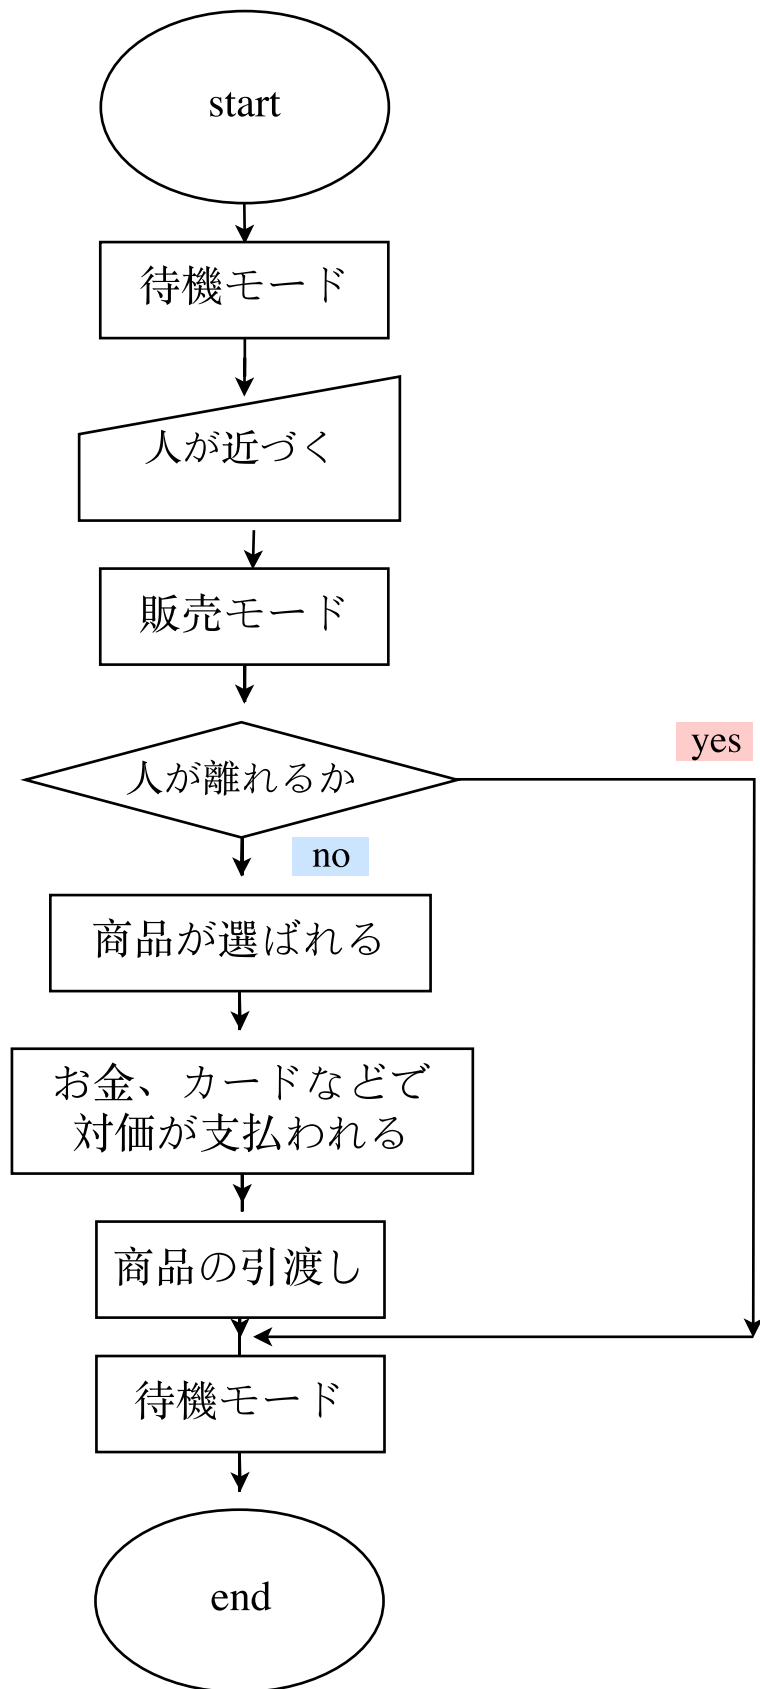 start
待機モード
人が近づく
販売モード
yes
人が離れるか
no
商品が選ばれる
お金、カードなどで
対価が支払われる
商品の引渡し
待機モード
end